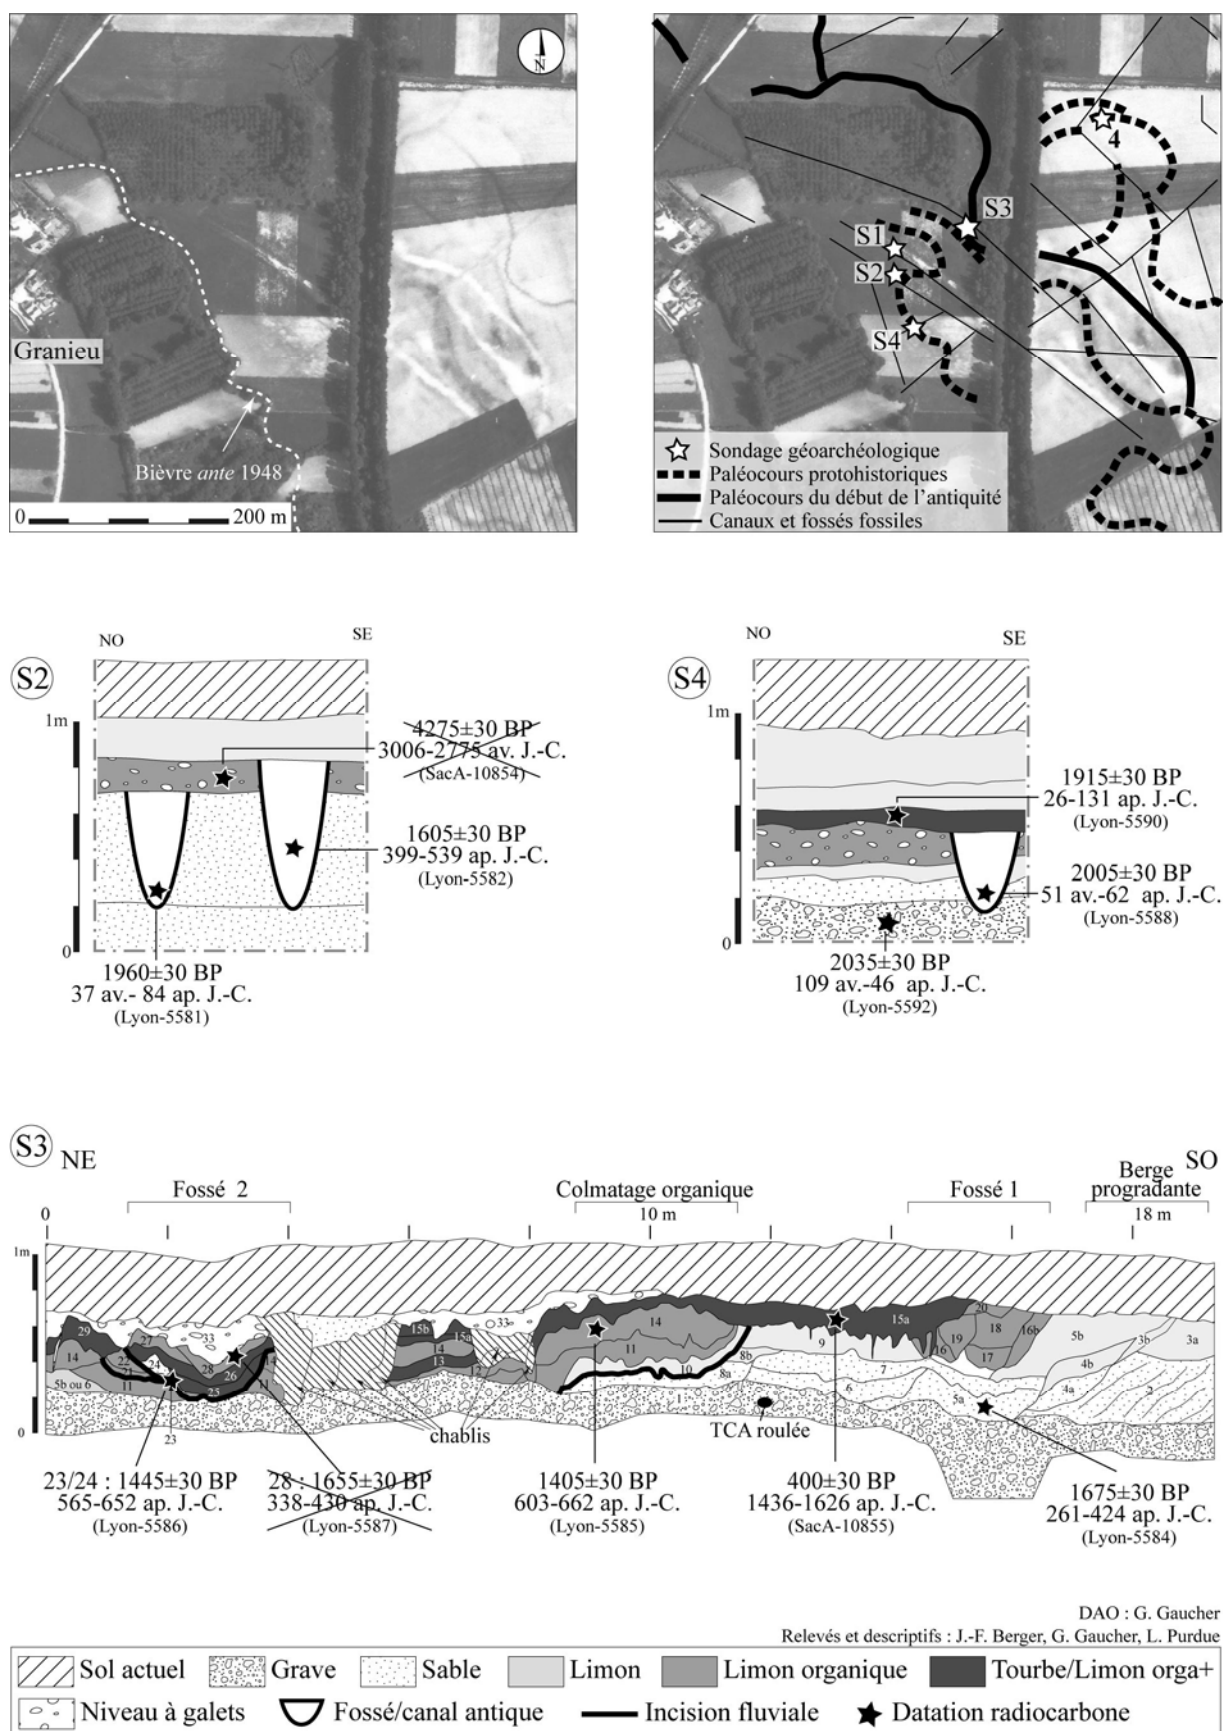 N
Granieu
Bièvre ante 1948
0 200 m
S3
4
S1
S2
S4
Sondage géoarchéologique
Paléocours protohistoriques
Paléocours du début de l'antiquité
Canaux et fossés fossiles
S2
NO
SE
1m
0
4275±30 BP
3006-2775 av. J.-C.
(SacA-10854)
1605±30 BP
399-539 ap. J.-C.
(Lyon-5582)
1960±30 BP
37 av.- 84 ap. J.-C.
(Lyon-5581)
S4
NO
SE
1m
0
1915±30 BP
26-131 ap. J.-C.
(Lyon-5590)
2005±30 BP
51 av.-62 ap. J.-C.
(Lyon-5588)
2035±30 BP
109 av.-46 ap. J.-C.
(Lyon-5592)
S3
NE
SO
Fossé 2
Colmatage organique
Fossé 1
Berge
progradante
0
10 m
18 m
1m
0
29
14
5b ou 6
11
22
21
27
24
33
28
26
25
14
23
15b
15a
14
13
12
33
14
11
10
8b
8a
9
7
6
15a
20
19
18
16b
16
17
5a
5b
4b
4a
3b
3a
2
1
chablis
TCA roulée
23/24 : 1445±30 BP
565-652 ap. J.-C.
(Lyon-5586)
28 : 1655±30 BP
338-430 ap. J.-C.
(Lyon-5587)
1405±30 BP
603-662 ap. J.-C.
(Lyon-5585)
400±30 BP
1436-1626 ap. J.-C.
(SacA-10855)
1675±30 BP
261-424 ap. J.-C.
(Lyon-5584)
DAO : G. Gaucher
Relevés et descriptifs : J.-F. Berger, G. Gaucher, L. Purdue
Sol actuel Grave Sable Limon Limon organique Tourbe/Limon orga+
Niveau à galets Fossé/canal antique Incision fluviale Datation radiocarbone